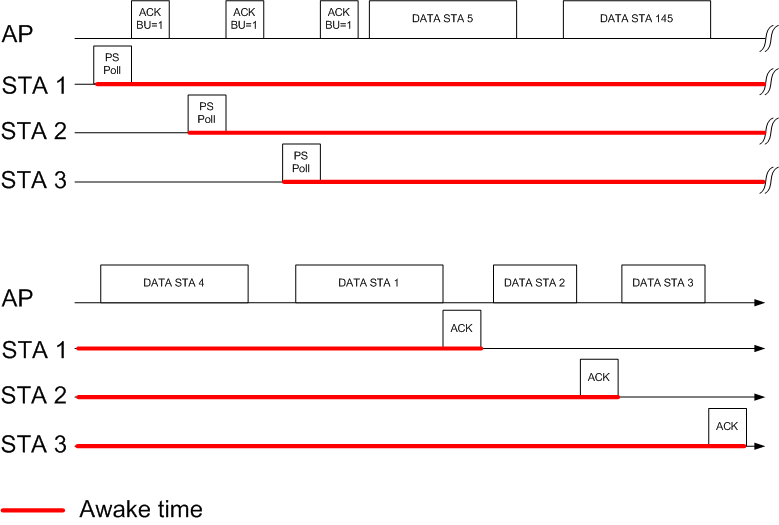 AP
ACK
BU=1
ACK
BU=1
ACK
BU=1
DATA STA 5
DATA STA 145
STA 1
PS
Poll
STA 2
PS
Poll
STA 3
PS
Poll
AP
DATA STA 4
DATA STA 1
DATA STA 2
DATA STA 3
STA 1
ACK
STA 2
ACK
STA 3
ACK
Awake time